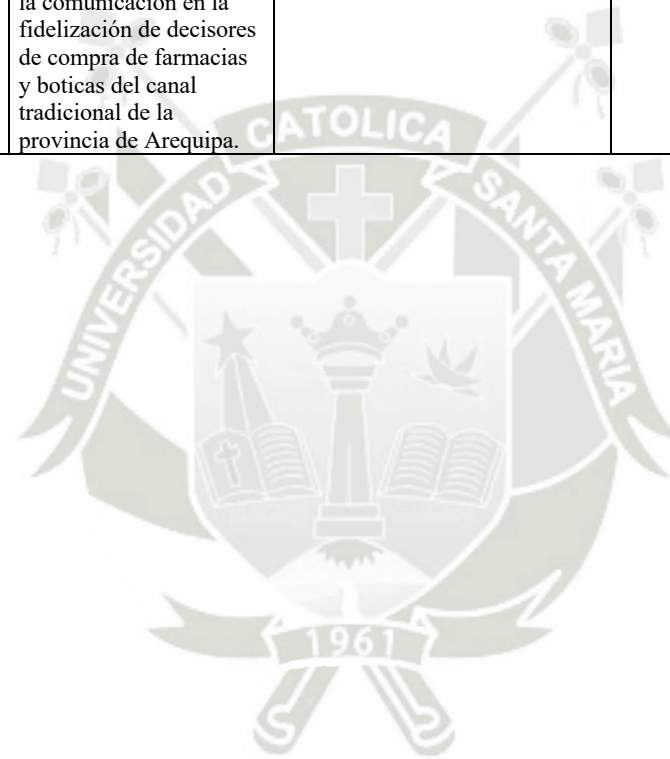 la comunicación en la
fidelización de decisores
de compra de farmacias
y boticas del canal
tradicional de la
provincia de Arequipa.
UNIVERSIDAD CATOLICA SANTA MARIA
1961